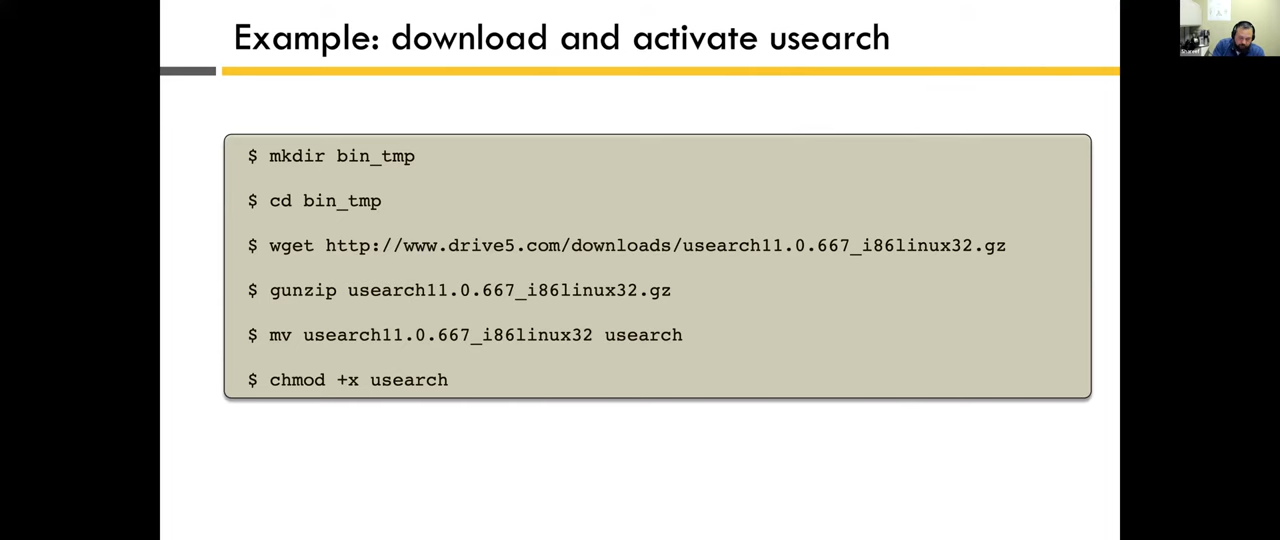 Example: download and activate usearch
$ mkdir bin_tmp
$ cd bin_tmp
$ wget http://www.drive5.com/downloads/usearch11.0.667_i86linux32.gz
$ gunzip usearch11.0.667_i86linux32.gz
$ mv usearch11.0.667_i86linux32 usearch
$ chmod +x usearch